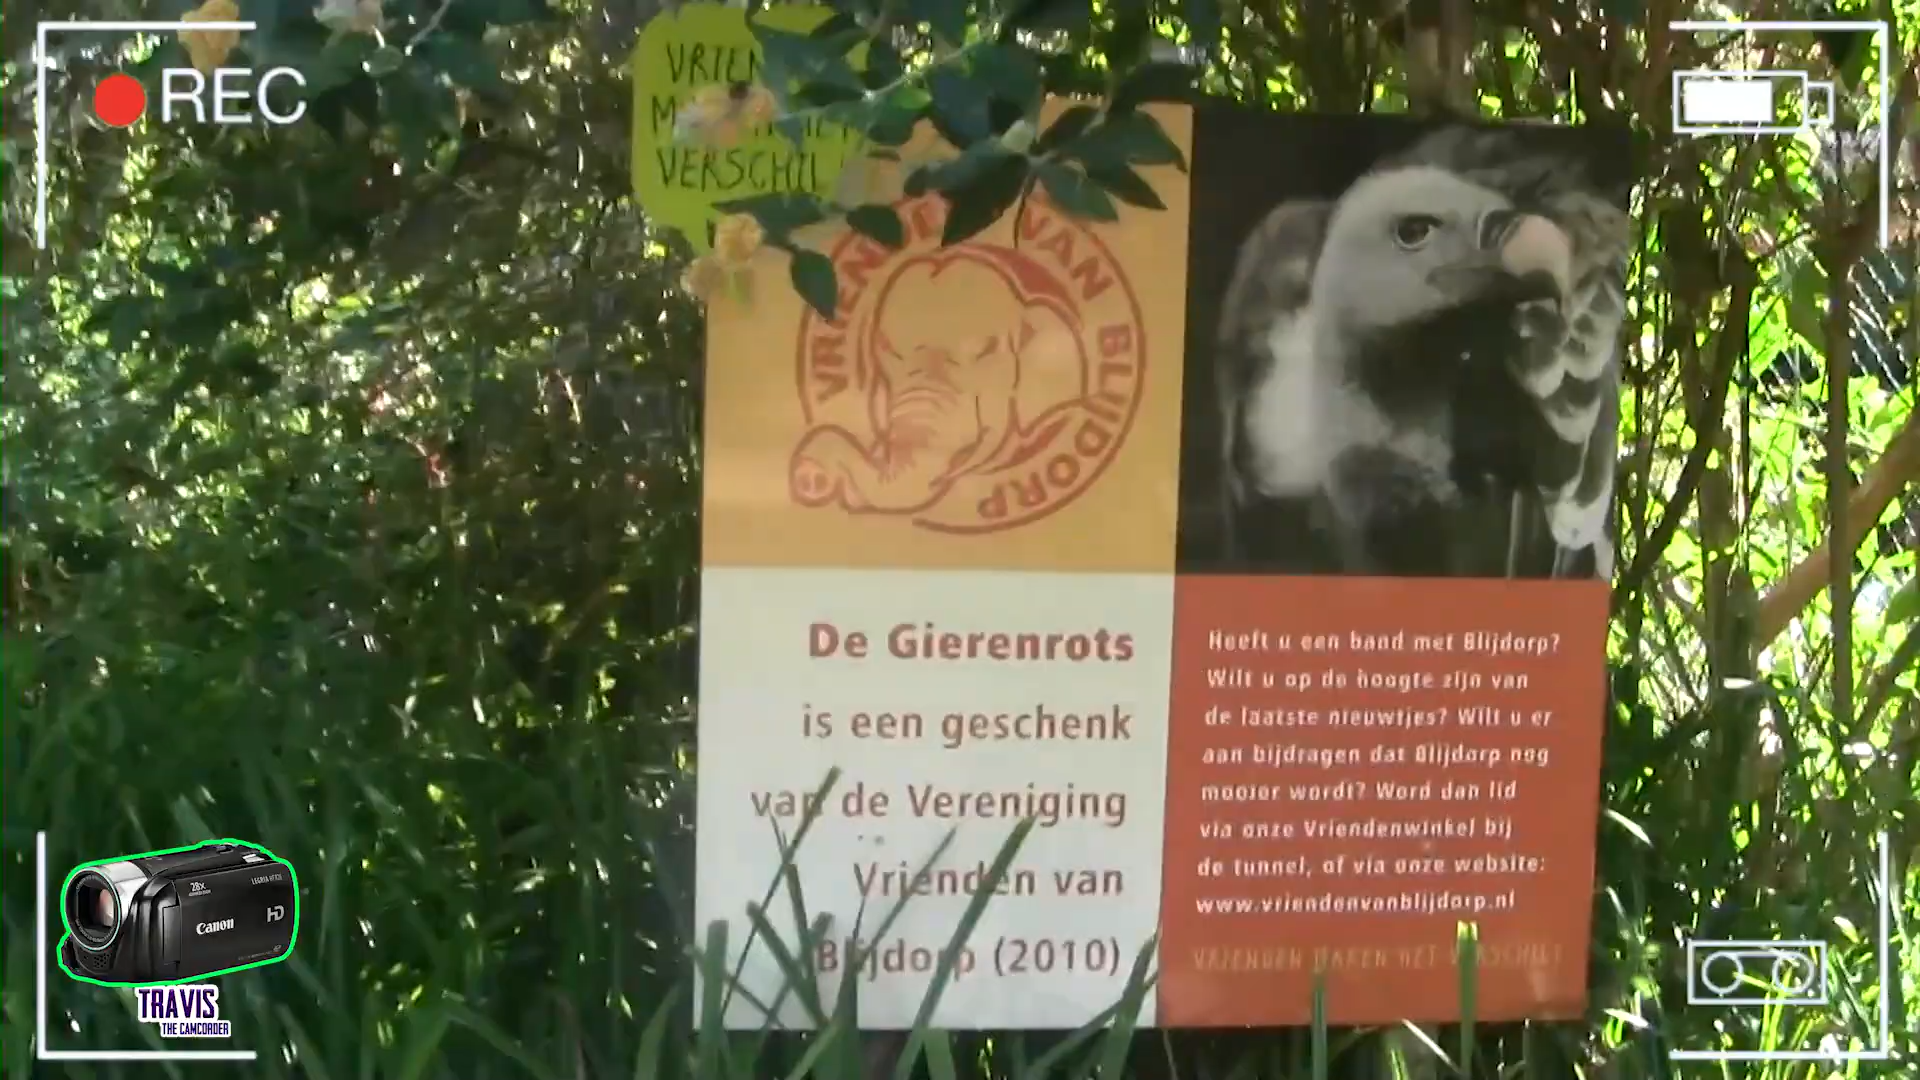 REC
VERSCHIL
VAN BLIJDORP
De Gierenrots
is een geschenk
van de Vereniging
Vrienden van
Blijdorp (2010)
Heeft u een band met Blijdorp?
Wilt u op de hoogte zijn van
de laatste nieuwtjes? Wilt u er
aan bijdragen dat Blijdorp nog
mooier wordt? Word dan lid
via onze Vriendenwinkel bij
de tunnel, of via onze website:
www.vriendenvanblijdorp.nl
VRIENDEN MAKEN HET VERSCHIL!
28x
LEGRIA
Canon
HD
TRAVIS
THE CAMCORDER